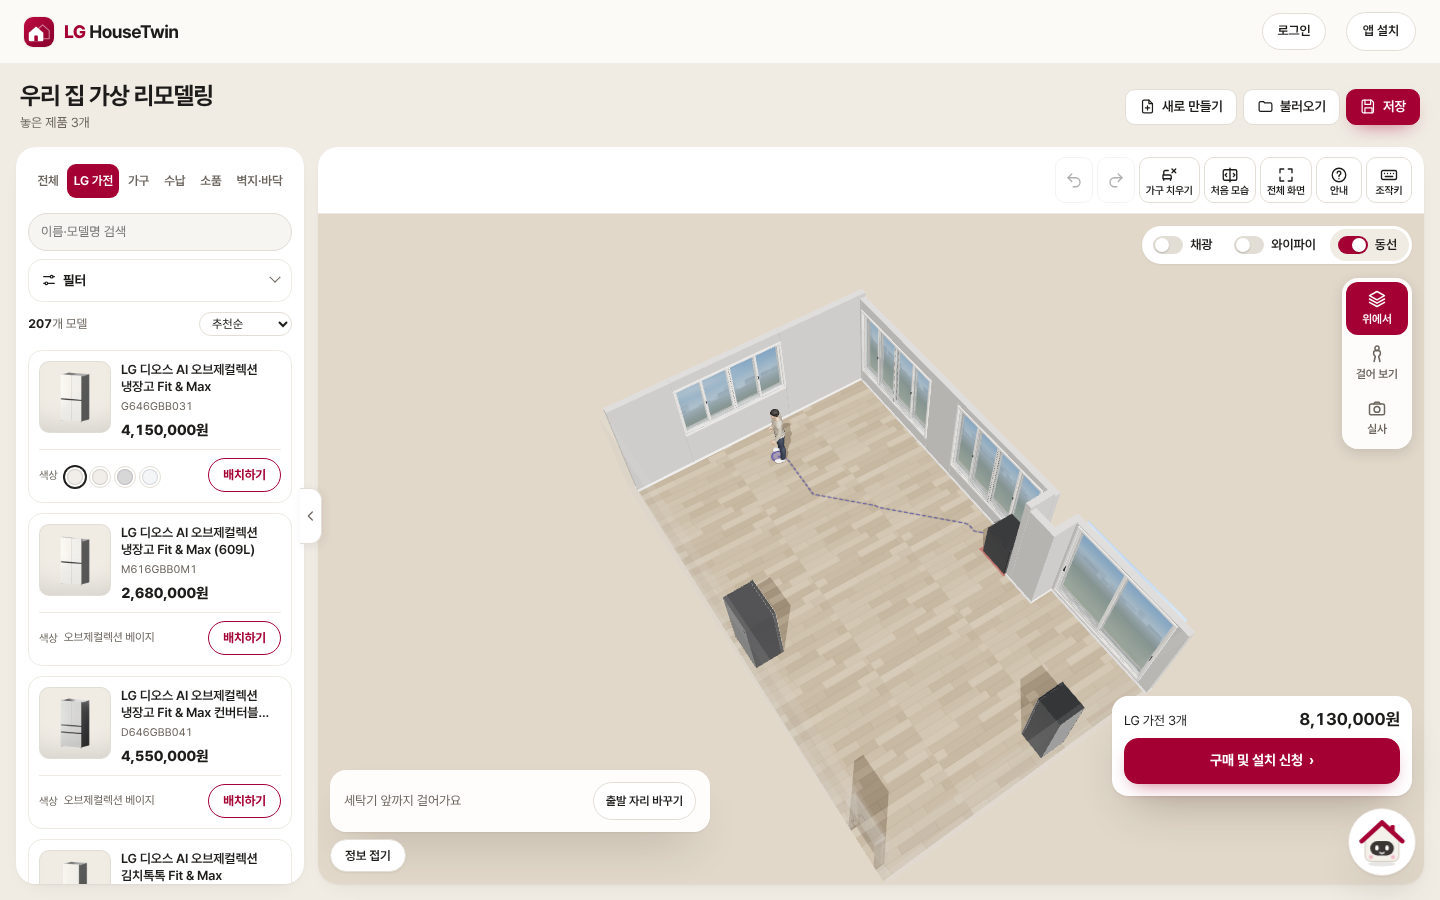 LG HouseTwin
로그인
앱 설치
우리 집 가상 리모델링
놓은 제품 3개
새로 만들기
불러오기
저장
전체
LG 가전
가구
수납
소품
벽지·바닥
이름·모델명 검색
필터
207개 모델
추천순
LG 디오스 AI 오브제컬렉션
냉장고 Fit & Max
G646GBB031
4,150,000원
색상
배치하기
LG 디오스 AI 오브제컬렉션
냉장고 Fit & Max (609L)
M616GBB0M1
2,680,000원
색상 오브제컬렉션 베이지
배치하기
LG 디오스 AI 오브제컬렉션
냉장고 Fit & Max 컨버터블...
D646GBB041
4,550,000원
색상 오브제컬렉션 베이지
배치하기
LG 디오스 AI 오브제컬렉션
김치톡톡 Fit & Max
가구 치우기
처음 모습
전체 화면
안내
조작키
채광
와이파이
동선
위에서
걸어 보기
실사
세탁기 앞까지 걸어가요
출발 자리 바꾸기
정보 접기
LG 가전 3개
8,130,000원
구매 및 설치 신청 ›